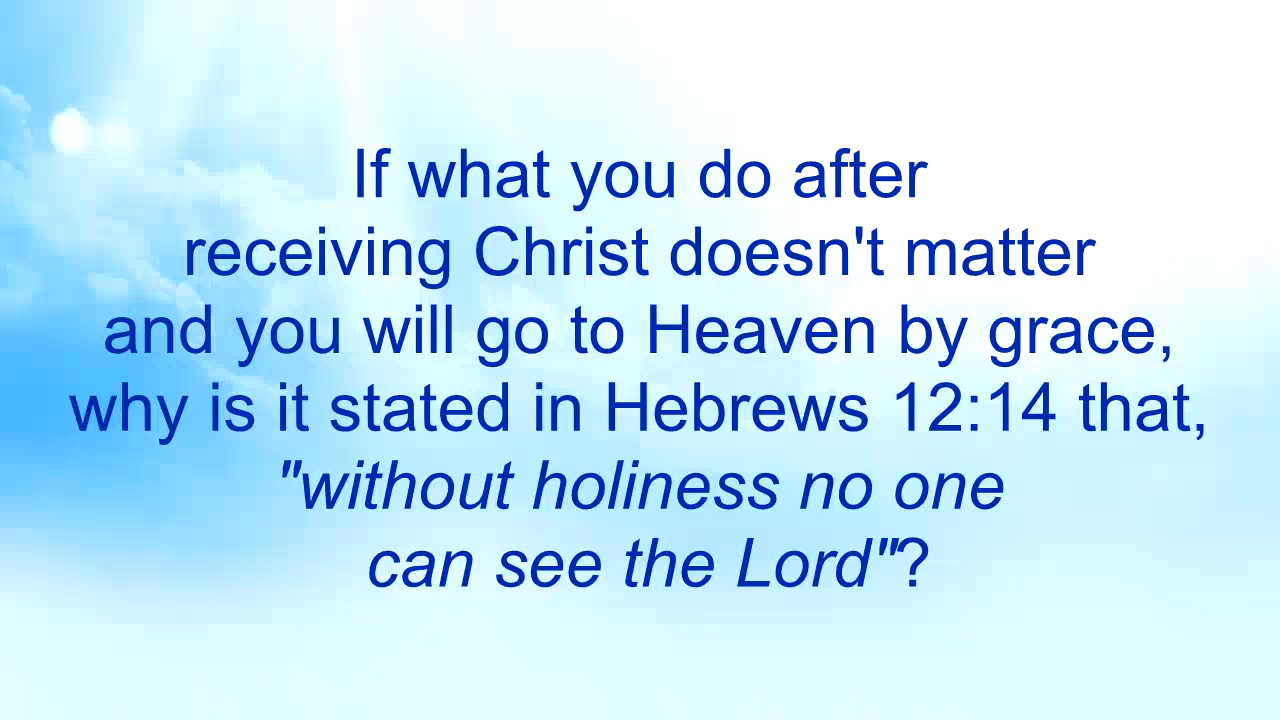 If what you do after
receiving Christ doesn't matter
and you will go to Heaven by grace,
why is it stated in Hebrews 12:14 that,
"without holiness no one
can see the Lord"?